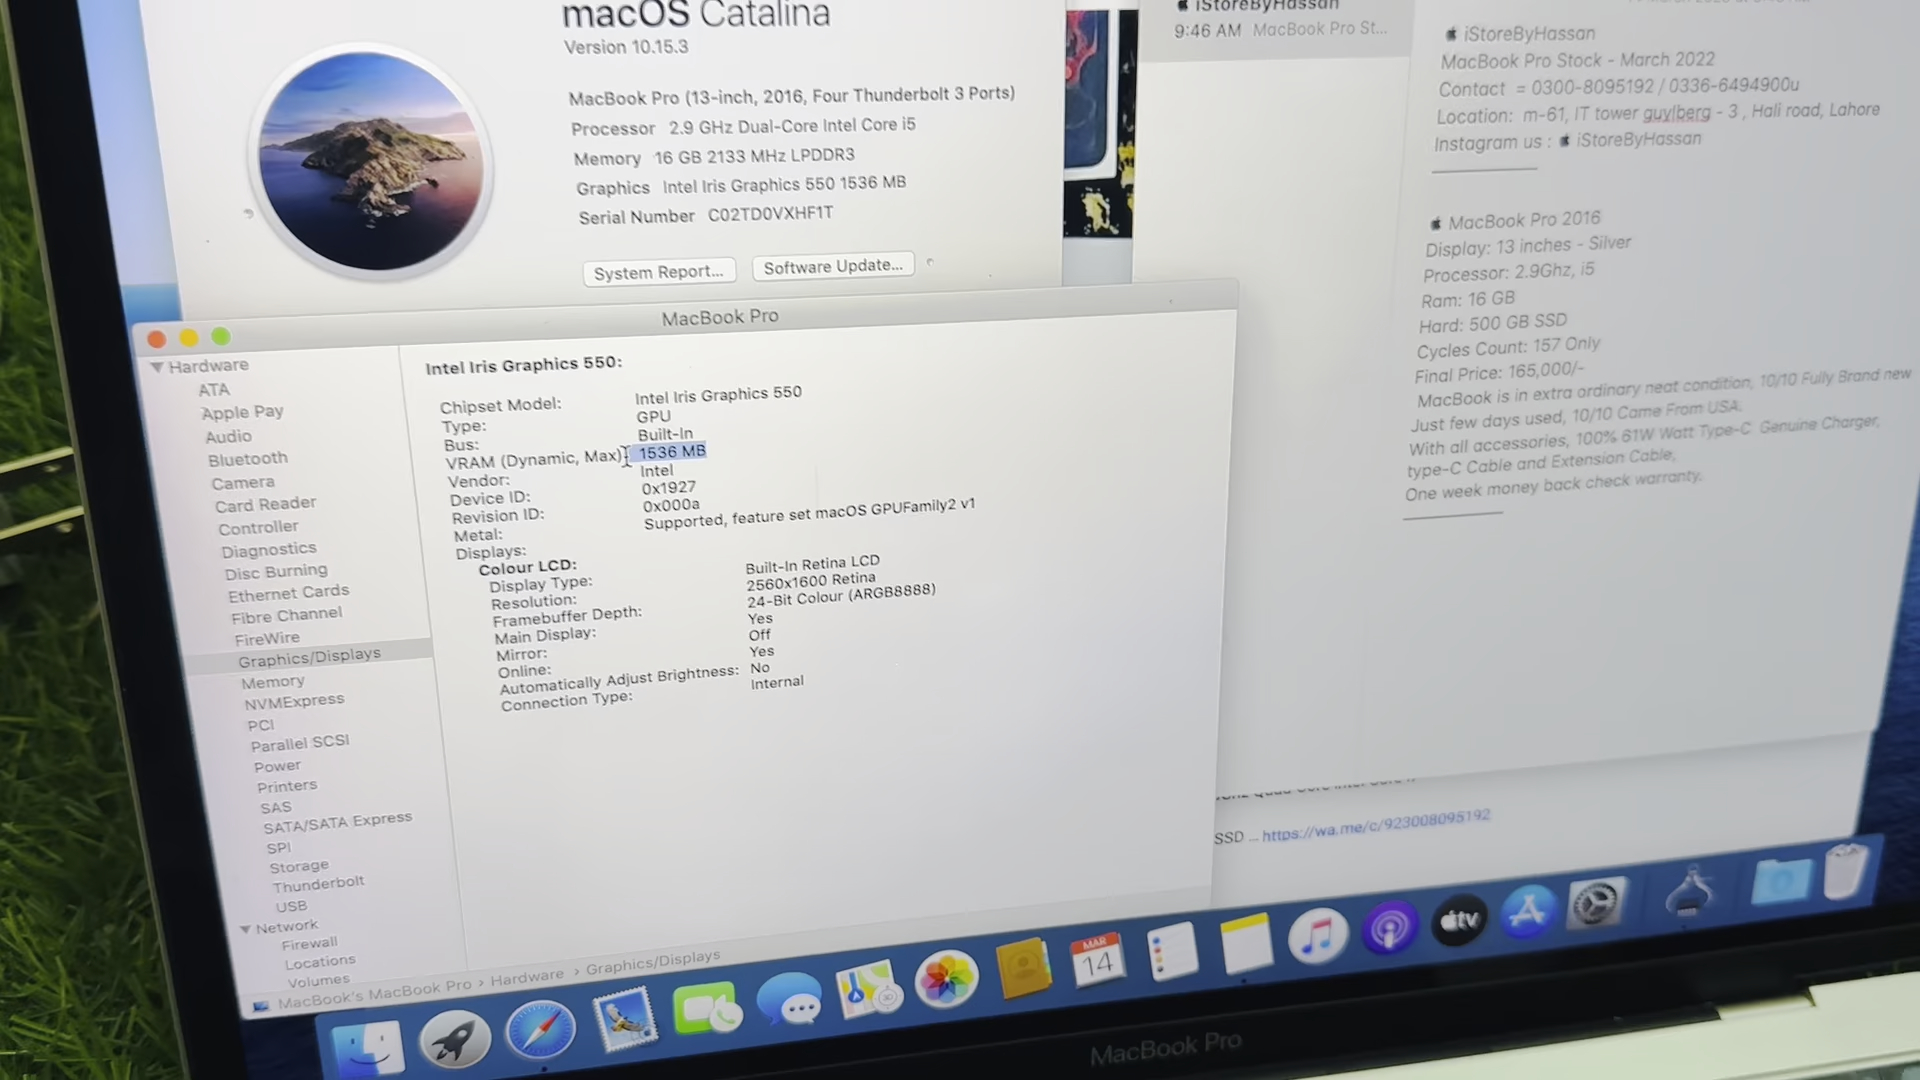 macOS Catalina
Version 10.15.3
MacBook Pro (13-inch, 2016, Four Thunderbolt 3 Ports)
Processor 2.9 GHz Dual-Core Intel Core i5
Memory 16 GB 2133 MHz LPDDR3
Graphics Intel Iris Graphics 550 1536 MB
Serial Number C02TD0VXHF1T
System Report...
Software Update...
iStoreByHassan
9:46 AM MacBook Pro St...
iStoreByHassan
MacBook Pro Stock - March 2022
Contact = 0300-8095192 / 0336-6494900u
Location: m-61, IT tower guylberg - 3 , Hali road, Lahore
Instagram us : iStoreByHassan
MacBook Pro 2016
Display: 13 inches - Silver
Processor: 2.9Ghz, i5
Ram: 16 GB
Hard: 500 GB SSD
Cycles Count: 157 Only
Final Price: 165,000/-
MacBook is in extra ordinary neat condition, 10/10 Fully Brand new
Just few days used, 10/10 Came From USA.
With all accessories, 100% 61W Watt Type-C Genuine Charger,
type-C Cable and Extension Cable,
One week money back check warranty.
MacBook Pro
Hardware
ATA
Apple Pay
Audio
Bluetooth
Camera
Card Reader
Controller
Diagnostics
Disc Burning
Ethernet Cards
Fibre Channel
FireWire
Graphics/Displays
Memory
NVMExpress
PCI
Parallel SCSI
Power
Printers
SAS
SATA/SATA Express
SPI
Storage
Thunderbolt
USB
Network
Firewall
Locations
Volumes
Intel Iris Graphics 550:
Chipset Model: Intel Iris Graphics 550
Type: GPU
Bus: Built-In
VRAM (Dynamic, Max): 1536 MB
Vendor: Intel
Device ID: 0x1927
Revision ID: 0x000a
Metal: Supported, feature set macOS GPUFamily2 v1
Displays:
Colour LCD:
Display Type: Built-In Retina LCD
Resolution: 2560x1600 Retina
Framebuffer Depth: 24-Bit Colour (ARGB8888)
Main Display: Yes
Mirror: Off
Online: Yes
Automatically Adjust Brightness: No
Connection Type: Internal
MacBook's MacBook Pro › Hardware › Graphics/Displays
SSD ... https://wa.me/c/923008095192
MAR
14
3D
tv
MacBook Pro